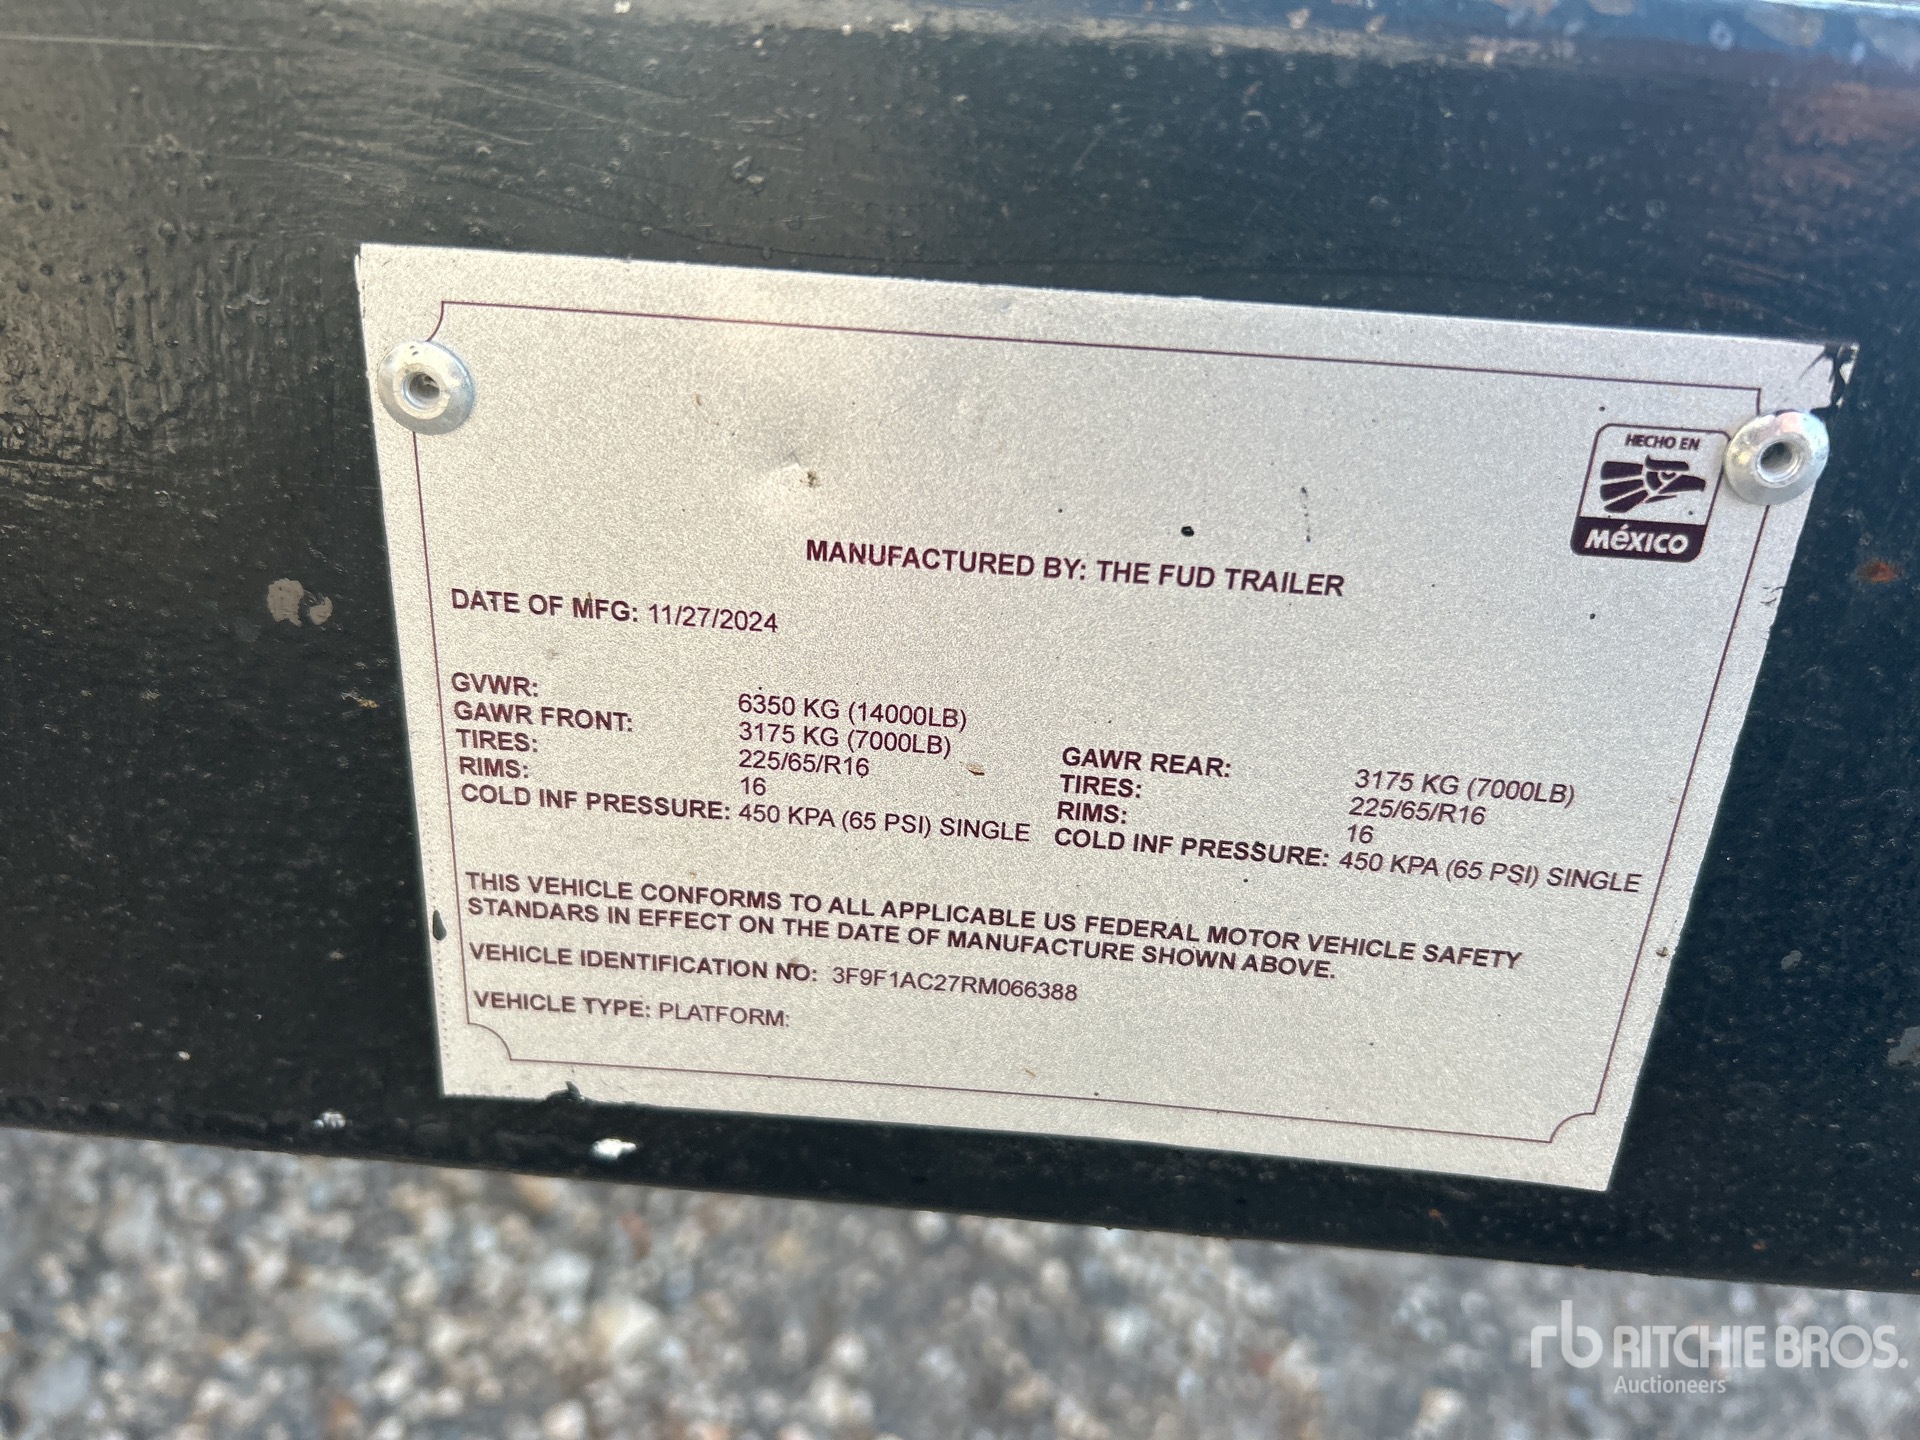 HECHO EN
MÉXICO
MANUFACTURED BY: THE FUD TRAILER
DATE OF MFG: 11/27/2024
GVWR: 6350 KG (14000LB)
GAWR FRONT: 3175 KG (7000LB)
TIRES: 225/65/R16
RIMS: 16
COLD INF PRESSURE: 450 KPA (65 PSI) SINGLE
GAWR REAR: 3175 KG (7000LB)
TIRES: 225/65/R16
RIMS: 16
COLD INF PRESSURE: 450 KPA (65 PSI) SINGLE
THIS VEHICLE CONFORMS TO ALL APPLICABLE US FEDERAL MOTOR VEHICLE SAFETY
STANDARS IN EFFECT ON THE DATE OF MANUFACTURE SHOWN ABOVE.
VEHICLE IDENTIFICATION NO: 3F9F1AC27RM066388
VEHICLE TYPE: PLATFORM:
rb RITCHIE BROS.
Auctioneers